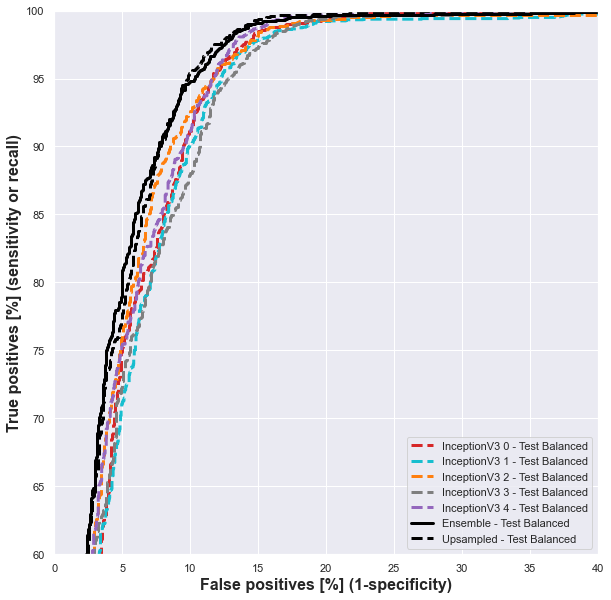 100
95
90
85
80
75
70
65
60
True positives [%] (sensitivity or recall)
InceptionV3 0 - Test Balanced
InceptionV3 1 - Test Balanced
InceptionV3 2 - Test Balanced
InceptionV3 3 - Test Balanced
InceptionV3 4 - Test Balanced
Ensemble - Test Balanced
Upsampled - Test Balanced
0 5 10 15 20 25 30 35 40
False positives [%] (1-specificity)